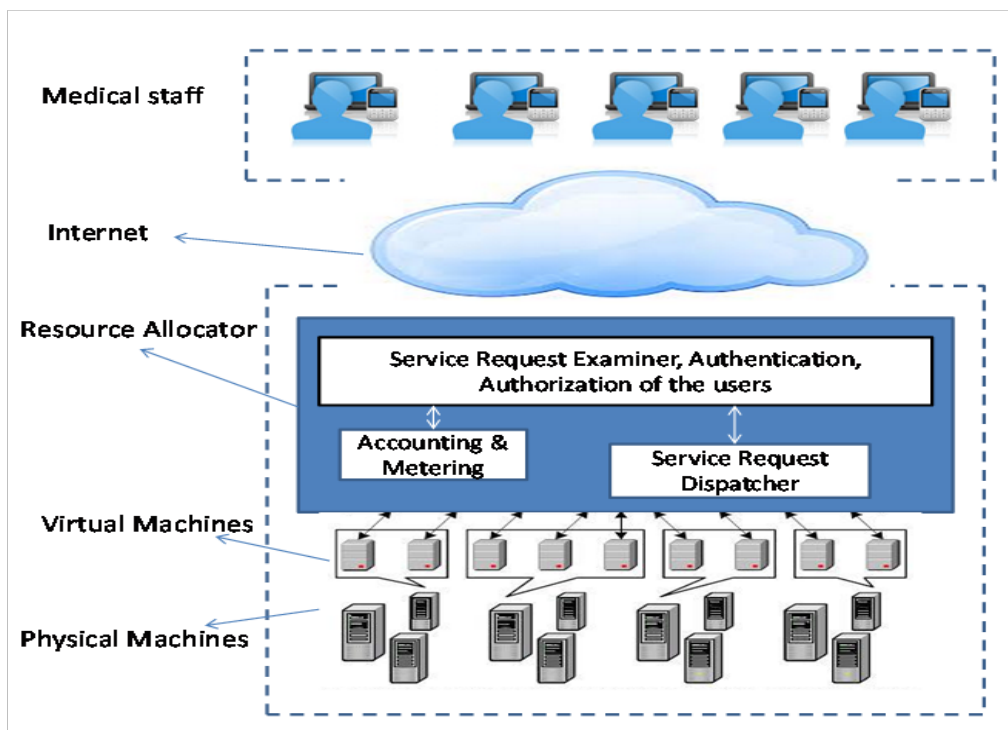 Medical staff
Internet
Resource Allocator
Service Request Examiner, Authentication,
Authorization of the users
Accounting &
Metering
Service Request
Dispatcher
Virtual Machines
Physical Machines